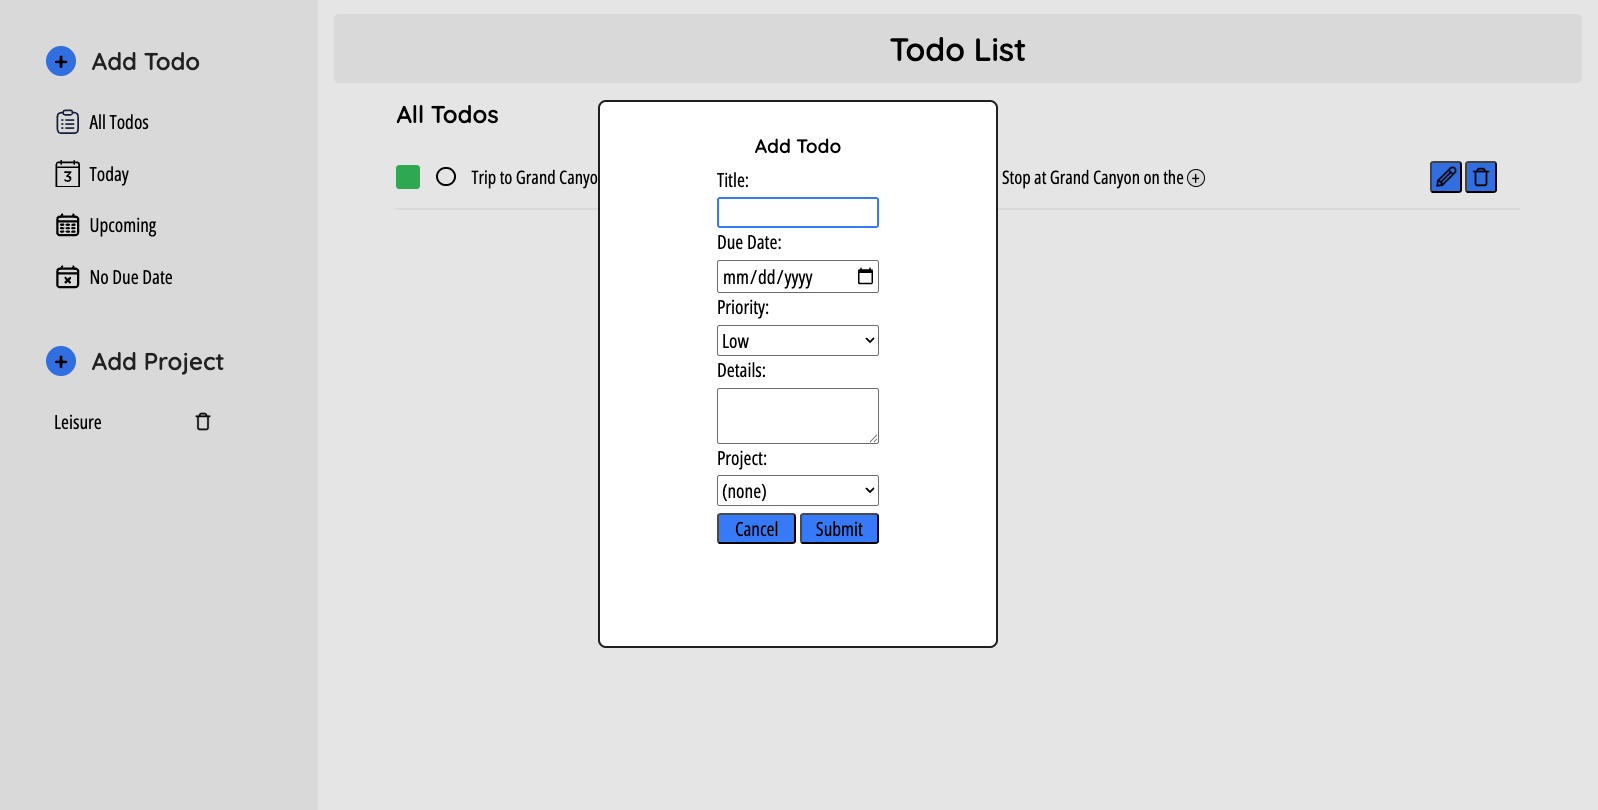 Add Todo
All Todos
3
Today
Upcoming
No Due Date
Add Project
Leisure
Todo List
All Todos
Trip to Grand Canyo
Stop at Grand Canyon on the
Add Todo
Title:
Due Date:
mm/dd/yyyy
Priority:
Low
Details:
Project:
(none)
Cancel Submit